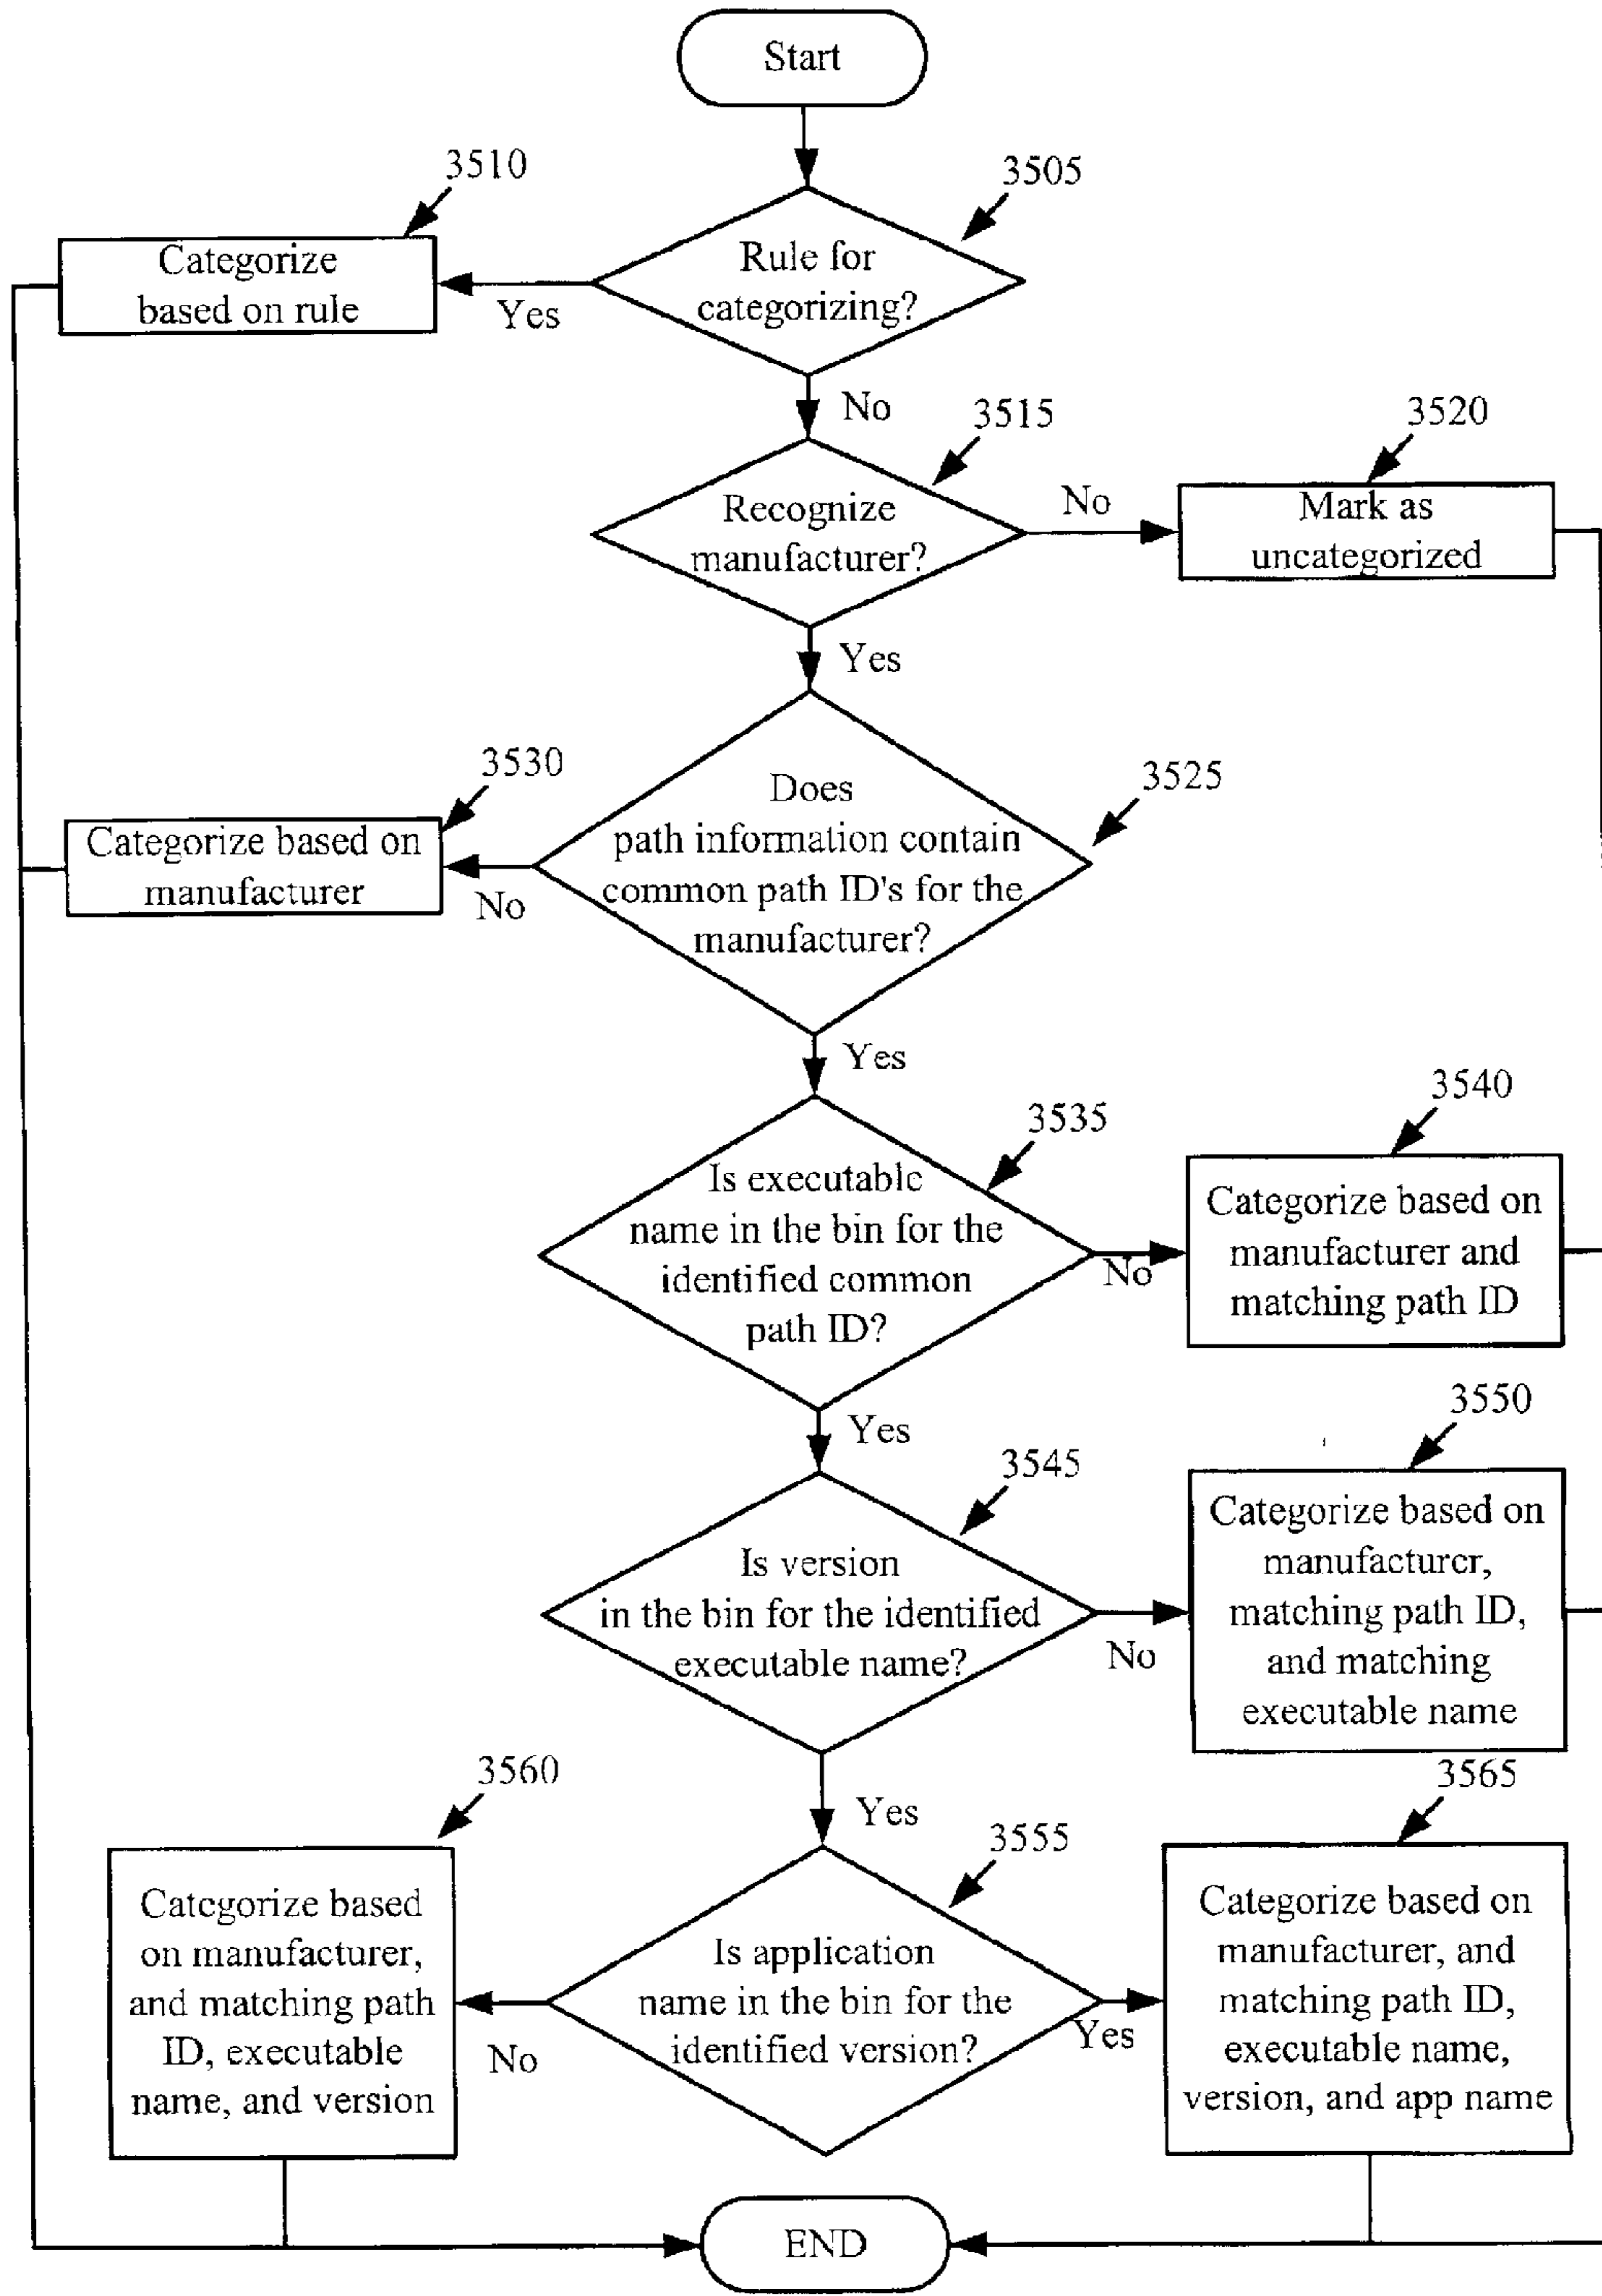 Start
3510
3505
Categorize
based on rule
Yes
Rule for
categorizing?
No
3515
3520
Recognize
manufacturer?
No
Mark as
uncategorized
Yes
3530
3525
Categorize based on
manufacturer
No
Does
path information contain
common path ID's for the
manufacturer?
Yes
3540
3535
Is executable
name in the bin for the
identified common
path ID?
No
Categorize based on
manufacturer and
matching path ID
Yes
3550
3545
Is version
in the bin for the identified
executable name?
No
Categorize based on
manufacturer,
matching path ID,
and matching
executable name
3560
3565
Yes
3555
Categorize based
on manufacturer,
and matching path
ID, executable
name, and version
No
Is application
name in the bin for the
identified version?
Yes
Categorize based on
manufacturer, and
matching path ID,
executable name,
version, and app name
END